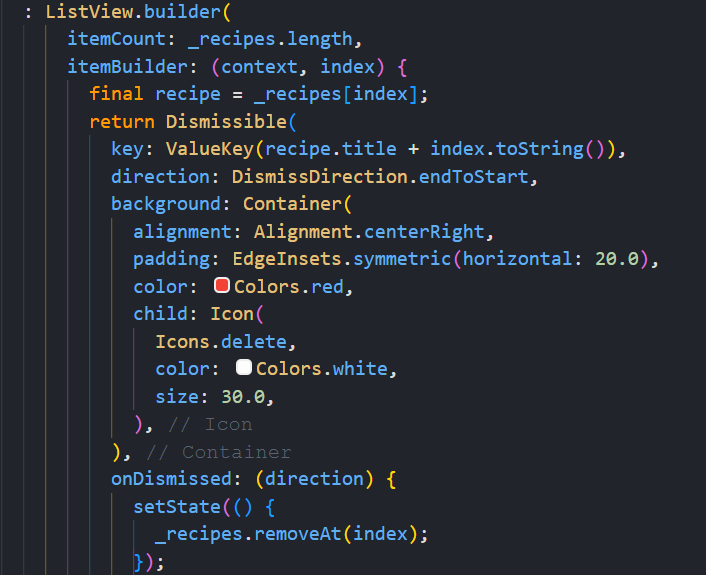 : ListView.builder(
itemCount: _recipes.length,
itemBuilder: (context, index) {
final recipe = _recipes[index];
return Dismissible(
key: ValueKey(recipe.title + index.toString()),
direction: DismissDirection.endToStart,
background: Container(
alignment: Alignment.centerRight,
padding: EdgeInsets.symmetric(horizontal: 20.0),
color: Colors.red,
child: Icon(
Icons.delete,
color: Colors.white,
size: 30.0,
), // Icon
), // Container
onDismissed: (direction) {
setState(() {
_recipes.removeAt(index);
});